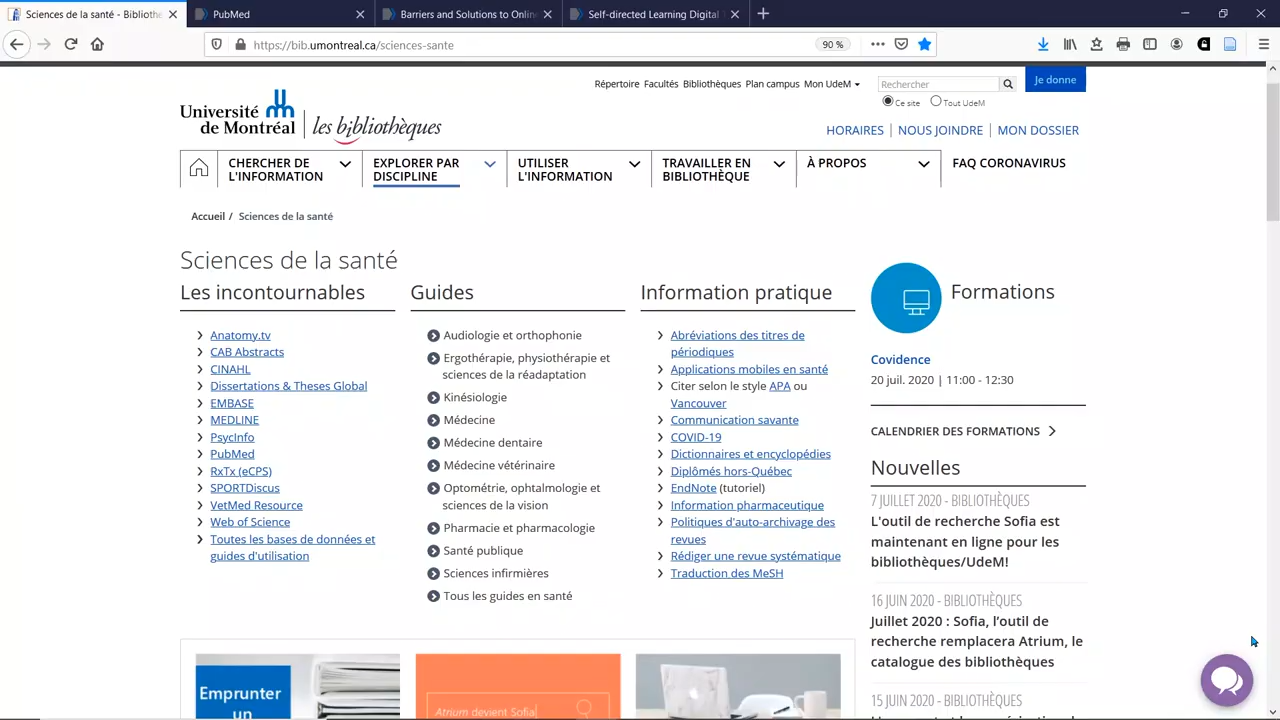 Sciences de la santé - Bibliothe
PubMed
Barriers and Solutions to Online
Self-directed Learning Digital
https://bib.umontreal.ca/sciences-sante
90 %
Répertoire Facultés Bibliothèques Plan campus Mon UdeM
Rechercher
Je donne
Ce site Tout UdeM
Université
de Montréal
les bibliothèques
HORAIRES NOUS JOINDRE MON DOSSIER
CHERCHER DE
L'INFORMATION
EXPLORER PAR
DISCIPLINE
UTILISER
L'INFORMATION
TRAVAILLER EN
BIBLIOTHÈQUE
À PROPOS
FAQ CORONAVIRUS
Accueil / Sciences de la santé
Sciences de la santé
Les incontournables
Anatomy.tv
CAB Abstracts
CINAHL
Dissertations & Theses Global
EMBASE
MEDLINE
PsycInfo
PubMed
RxTx (eCPS)
SPORTDiscus
VetMed Resource
Web of Science
Toutes les bases de données et
guides d'utilisation
Guides
Audiologie et orthophonie
Ergothérapie, physiothérapie et
sciences de la réadaptation
Kinésiologie
Médecine
Médecine dentaire
Médecine vétérinaire
Optométrie, ophtalmologie et
sciences de la vision
Pharmacie et pharmacologie
Santé publique
Sciences infirmières
Tous les guides en santé
Information pratique
Abréviations des titres de
périodiques
Applications mobiles en santé
Citer selon le style APA ou
Vancouver
Communication savante
COVID-19
Dictionnaires et encyclopédies
Diplômés hors-Québec
EndNote (tutoriel)
Information pharmaceutique
Politiques d'auto-archivage des
revues
Rédiger une revue systématique
Traduction des MeSH
Formations
Covidence
20 juil. 2020 | 11:00 - 12:30
CALENDRIER DES FORMATIONS
Nouvelles
7 JUILLET 2020 - BIBLIOTHÈQUES
L'outil de recherche Sofia est
maintenant en ligne pour les
bibliothèques/UdeM!
16 JUIN 2020 - BIBLIOTHÈQUES
Juillet 2020 : Sofia, l'outil de
recherche remplacera Atrium, le
catalogue des bibliothèques
15 JUIN 2020 - BIBLIOTHÈQUES
Emprunter
un
Atrium devient Sofia